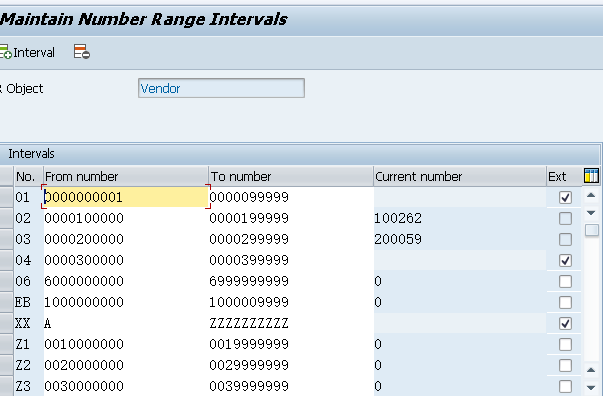 Maintain Number Range Intervals
Interval
R Object Vendor
Intervals
No. From number To number Current number Ext
01 0000000001 0000099999
02 0000100000 0000199999 100262
03 0000200000 0000299999 200059
04 0000300000 0000399999
06 6000000000 6999999999 0
EB 1000000000 1000009999 0
XX A ZZZZZZZZZZ
Z1 0010000000 0019999999 0
Z2 0020000000 0029999999 0
Z3 0030000000 0039999999 0